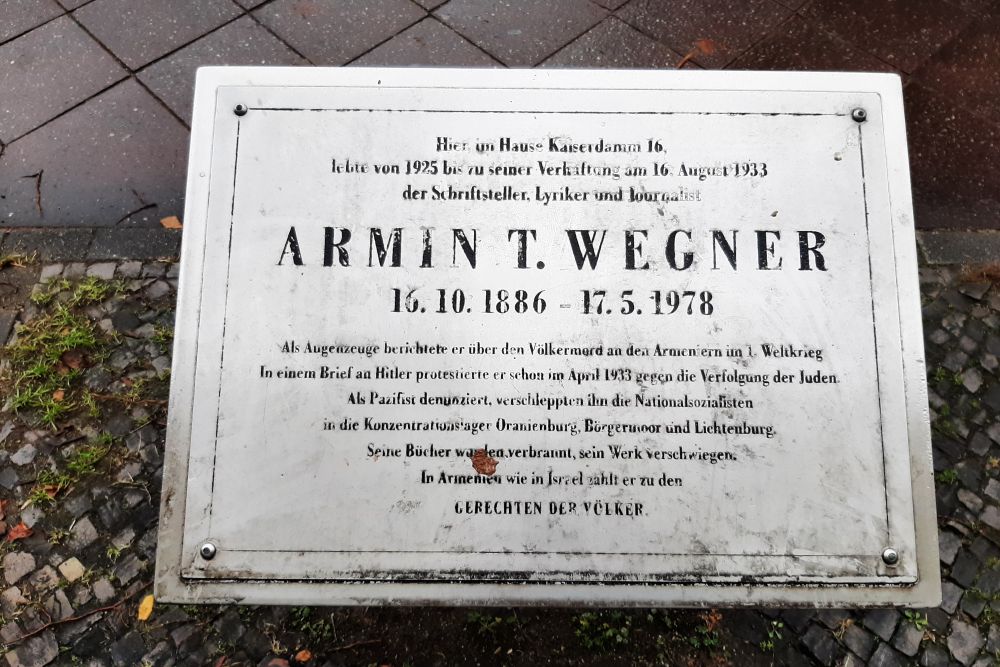 Hier, im Hause Kaiserdamm 16,
lebte von 1925 bis zu seiner Verhaftung am 16. August 1933
der Schriftsteller, Lyriker und Journalist
ARMIN T. WEGNER
16. 10. 1886 - 17. 5. 1978
Als Augenzeuge berichtete er über den Völkermord an den Armeniern im 1. Weltkrieg
In einem Brief an Hitler protestierte er schon im April 1933 gegen die Verfolgung der Juden.
Als Pazifist denunziert, verschleppten ihn die Nationalsozialisten
in die Konzentrationslager Oranienburg, Börgermoor und Lichtenburg.
Seine Bücher wurden verbrannt, sein Werk verschwiegen.
In Armenien wie in Israel zählt er zu den
GERECHTEN DER VÖLKER.